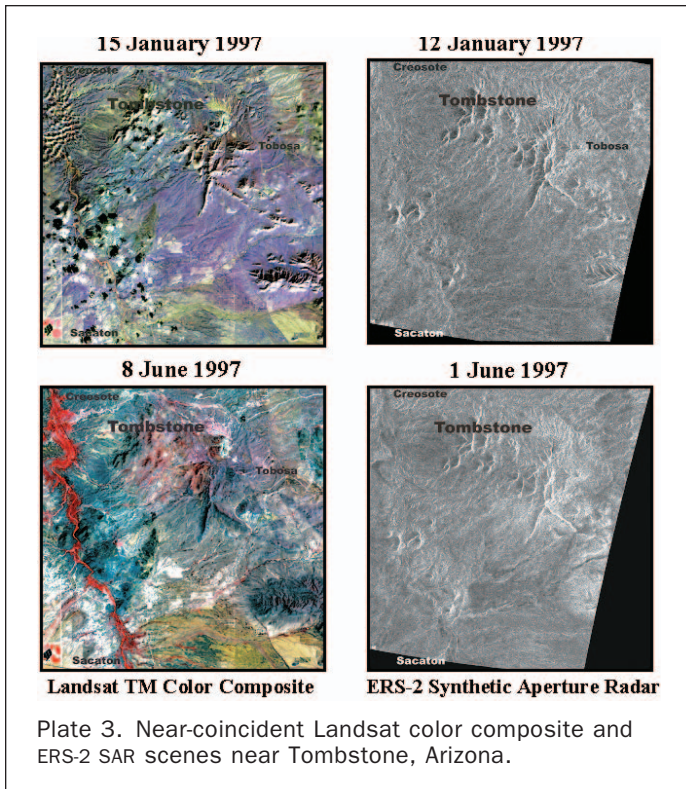 15 January 1997
12 January 1997
Creosote
Tombstone
Tobosa
Sacaton
Tombstone
Tobosa
Sacaton
8 June 1997
1 June 1997
Creosote
Tombstone
Tobosa
Sacaton
Creosote
Tombstone
Sacaton
Landsat TM Color Composite
ERS-2 Synthetic Aperture Radar
Plate 3. Near-coincident Landsat color composite and
ERS-2 SAR scenes near Tombstone, Arizona.